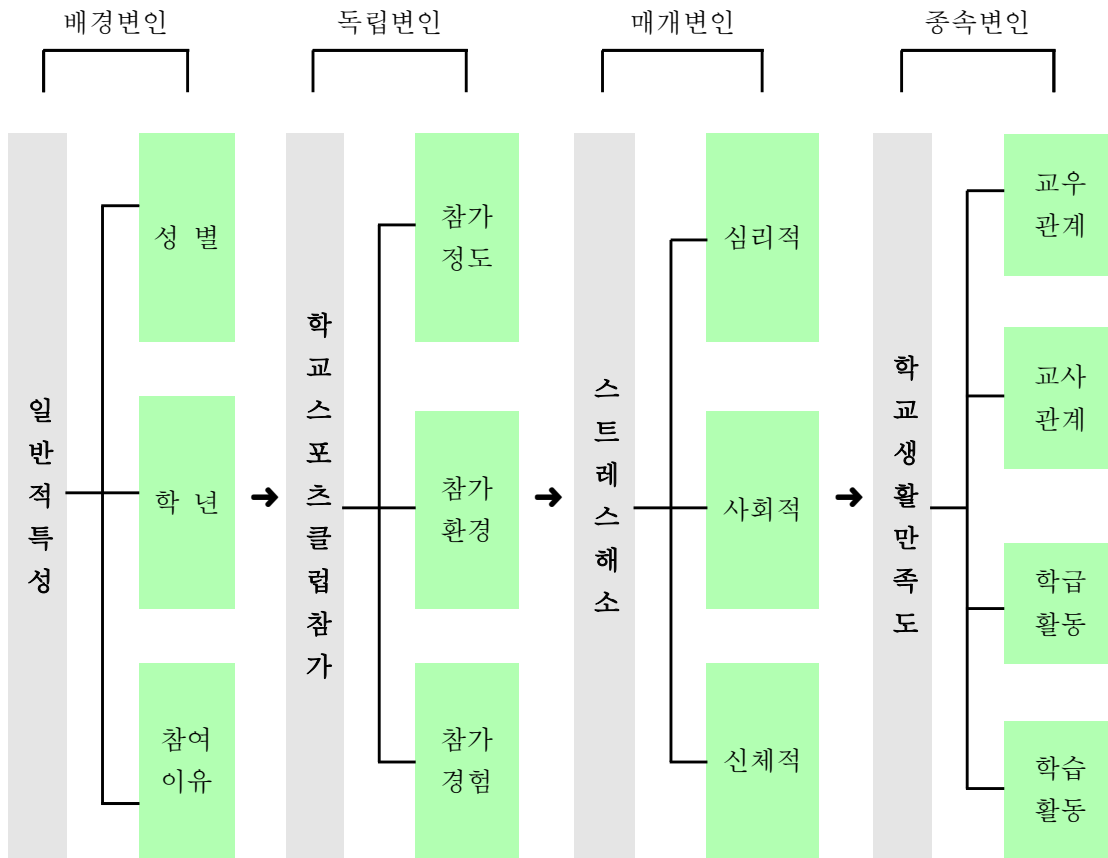 배경변인
독립변인
매개변인
종속변인
일반적특성
성 별
학 년
참여
이유
➜
학교스포츠클럽참가
참가
정도
참가
환경
참가
경험
➜
스트레스해소
심리적
사회적
신체적
➜
학교생활만족도
교우
관계
교사
관계
학급
활동
학습
활동